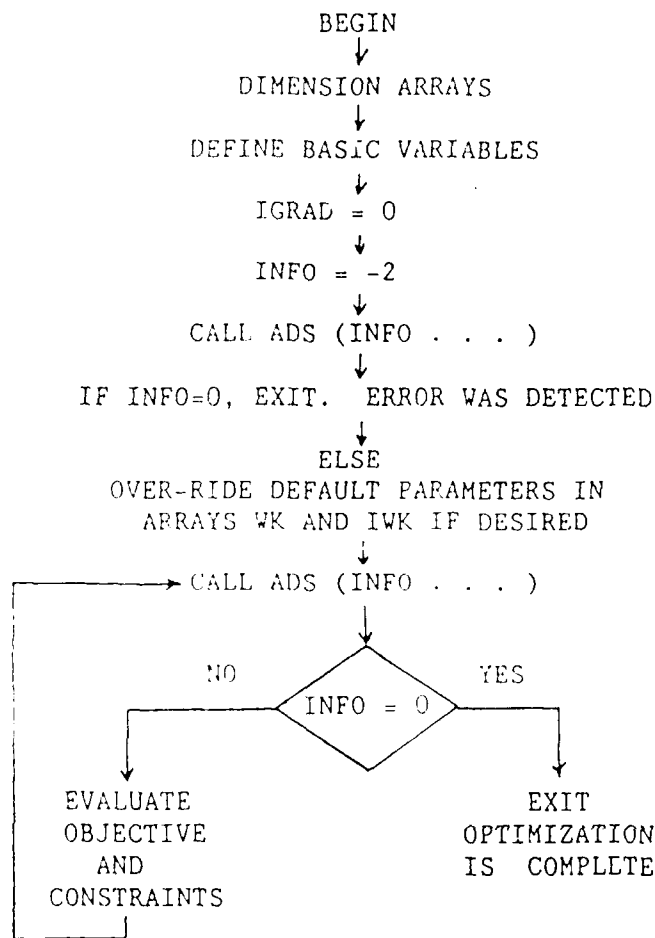 BEGIN
DIMENSION ARRAYS
DEFINE BASIC VARIABLES
IGRAD = 0
INFO = -2
CALL ADS (INFO . . . )
IF INFO=0, EXIT. ERROR WAS DETECTED
ELSE
OVER-RIDE DEFAULT PARAMETERS IN
ARRAYS WK AND IWK IF DESIRED
CALL ADS (INFO . . . )
NO
YES
INFO = 0
EVALUATE
OBJECTIVE
AND
CONSTRAINTS
EXIT
OPTIMIZATION
IS COMPLETE